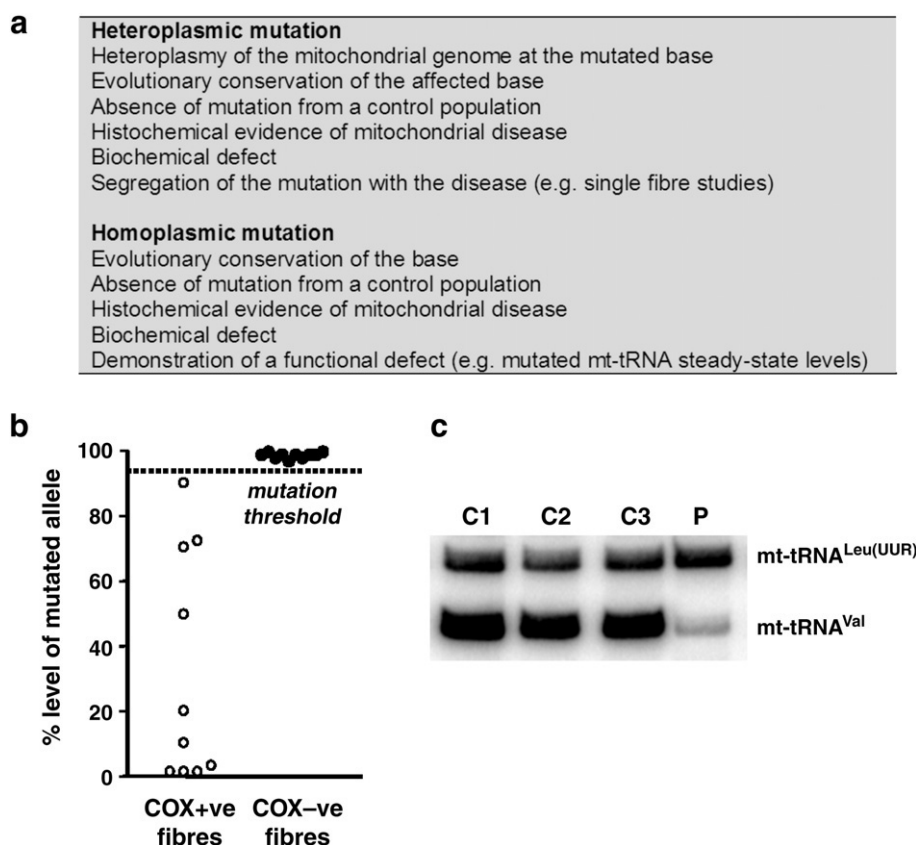 a
Heteroplasmic mutation
Heteroplasmy of the mitochondrial genome at the mutated base
Evolutionary conservation of the affected base
Absence of mutation from a control population
Histochemical evidence of mitochondrial disease
Biochemical defect
Segregation of the mutation with the disease (e.g. single fibre studies)
Homoplasmic mutation
Evolutionary conservation of the base
Absence of mutation from a control population
Histochemical evidence of mitochondrial disease
Biochemical defect
Demonstration of a functional defect (e.g. mutated mt-tRNA steady-state levels)
b
% level of mutated allele
100
80
60
40
20
0
mutation
threshold
COX+ve
fibres
COX–ve
fibres
c
C1 C2 C3 P
mt-tRNALeu(UUR)
mt-tRNAVal